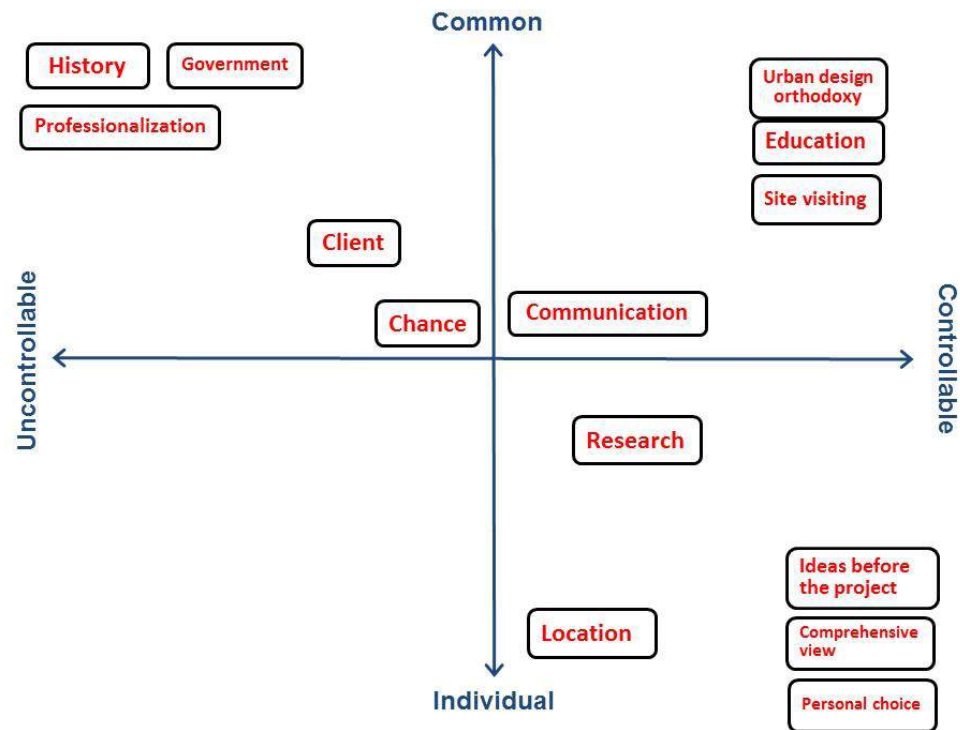 Common
History
Government
Professionalization
Urban design
orthodoxy
Education
Site visiting
Client
Chance
Communication
Uncontrollable
Controllable
Research
Ideas before
the project
Location
Comprehensive
view
Personal choice
Individual